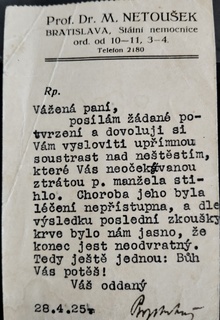 Prof. Dr. M. NETOUŠEK
BRATISLAVA, Státní nemocnice
ord. od 10—11, 3-4.
Telefon 2180
Rp.
Vážená paní,
posílám žádané po-
tvrzení a dovoluji si
Vám vysloviti upřímnou
soustrast nad neštěstím,
které Vás neočekávanou
ztrátou p. manžela sti-
hlo. Choroba jeho byla
léčení nepřístupna, a dle
výsledku poslední zkoušky
krve bylo nám jasno, že
konec jest neodvratný.
Tedy ještě jednou: Bůh
Vás potěš!
Váš oddaný
28.4.25